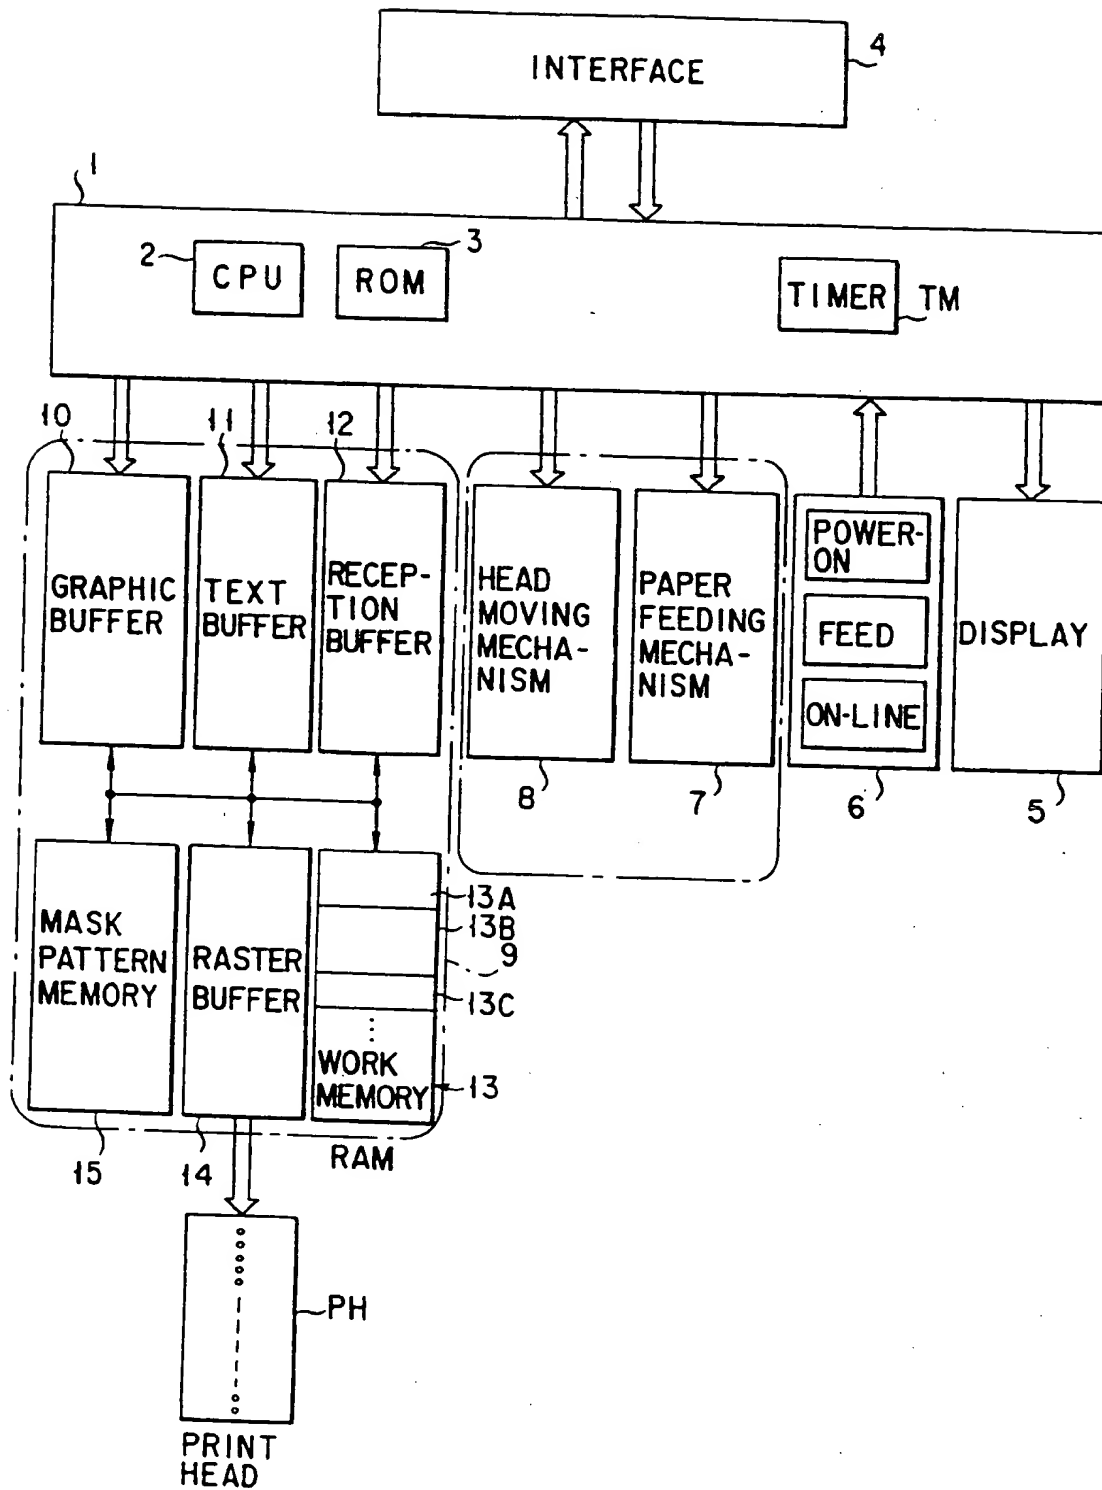 INTERFACE
4
1
2
CPU
3
ROM
TIMER
TM
10
11
12
GRAPHIC
BUFFER
TEXT
BUFFER
RECEP-
TION
BUFFER
HEAD
MOVING
MECHA-
NISM
PAPER
FEEDING
MECHA-
NISM
POWER-
ON
FEED
ON-LINE
DISPLAY
8
7
6
5
MASK
PATTERN
MEMORY
RASTER
BUFFER
13A
13B
9
13C
WORK
MEMORY
13
15
14
RAM
PH
PRINT
HEAD